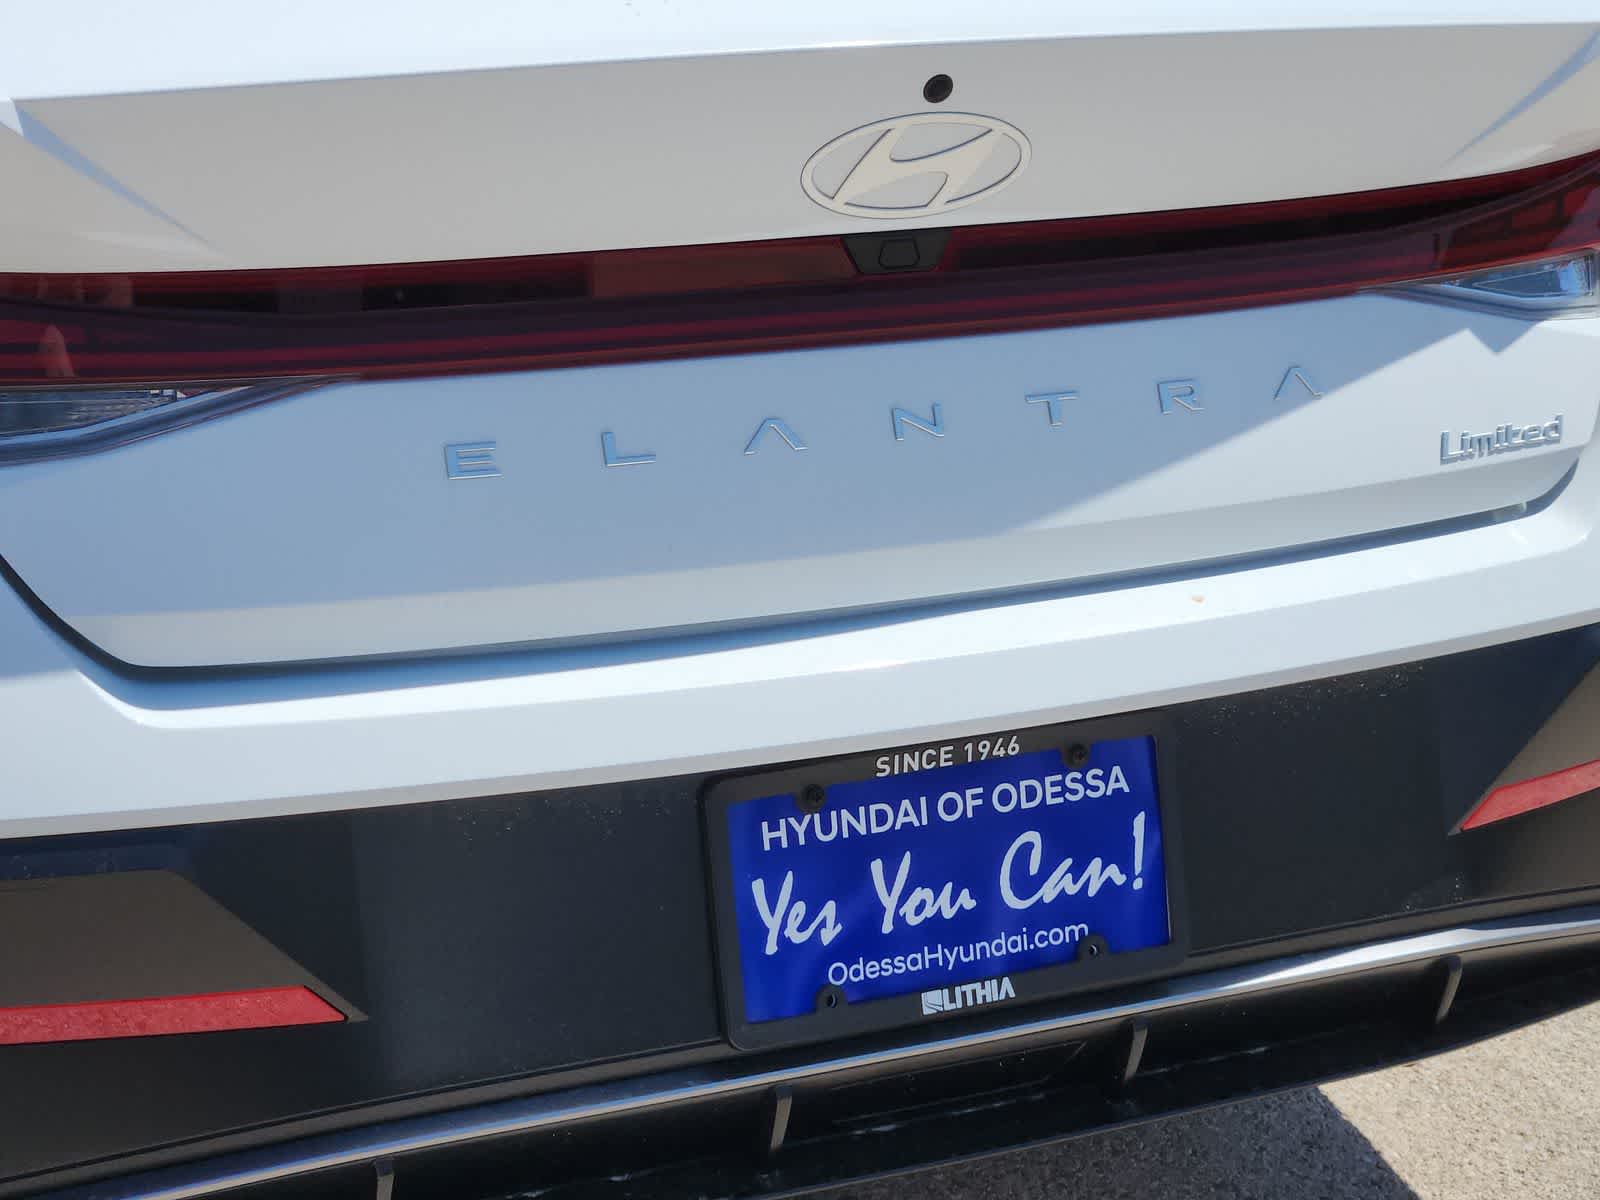 ELANTRA
Limited
SINCE 1946
HYUNDAI OF ODESSA
Yes You Can!
OdessaHyundai.com
LITHIA